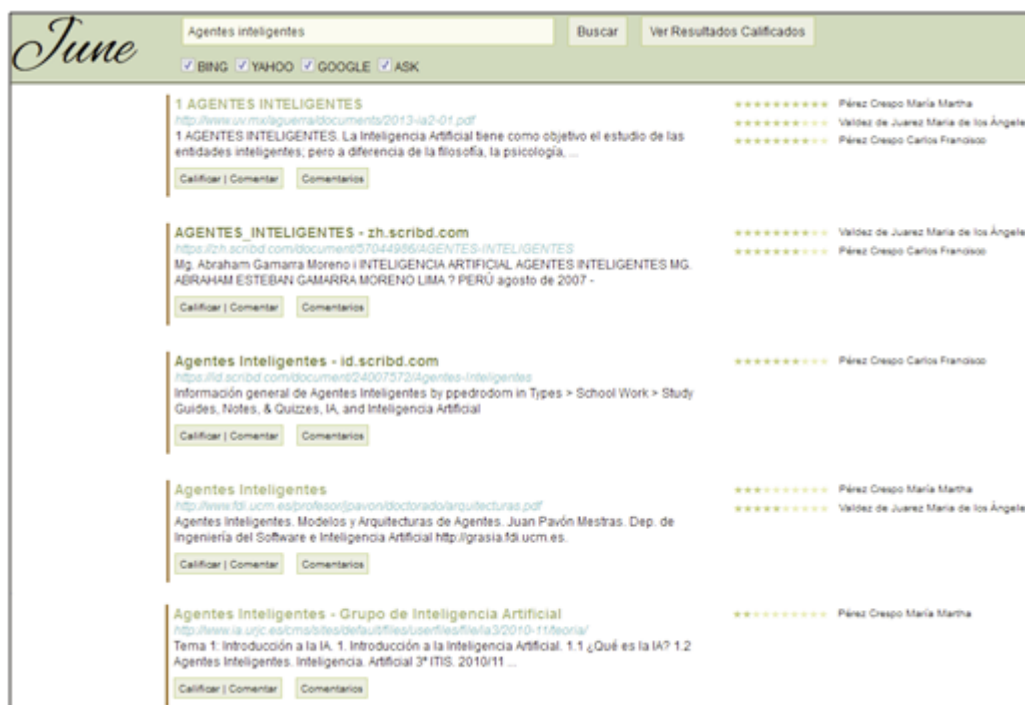 June
Agentes inteligentes
Buscar
Ver Resultados Calificados
BING YAHOO GOOGLE ASK
1 AGENTES INTELIGENTES
http://www.uv.mx/aguerra/documents/2013-ia2-01.pdf
1 AGENTES INTELIGENTES. La Inteligencia Artificial tiene como objetivo el estudio de las
entidades inteligentes; pero a diferencia de la filosofía, la psicología, ...
Calificar | Comentar
Comentarios
Pérez Crespo María Martha
Valdez de Juarez Maria de los Ángele
Pérez Crespo Carlos Francisco
AGENTES_INTELIGENTES - zh.scribd.com
https://zh.scribd.com/document/57044986/AGENTES-INTELIGENTES
Mg. Abraham Gamarra Moreno i INTELIGENCIA ARTIFICIAL AGENTES INTELIGENTES MG.
ABRAHAM ESTEBAN GAMARRA MORENO LIMA ? PERÚ agosto de 2007 -
Calificar | Comentar
Comentarios
Valdez de Juarez Maria de los Ángele
Pérez Crespo Carlos Francisco
Agentes Inteligentes - id.scribd.com
https://id.scribd.com/document/24007572/Agentes-Inteligentes
Información general de Agentes Inteligentes by ppedrodom in Types > School Work > Study
Guides, Notes, & Quizzes, IA, and Inteligencia Artificial
Calificar | Comentar
Comentarios
Pérez Crespo Carlos Francisco
Agentes Inteligentes
http://www.fdi.ucm.es/profesor/jpavon/doctorado/arquitecturas.pdf
Agentes Inteligentes. Modelos y Arquitecturas de Agentes. Juan Pavón Mestras. Dep. de
Ingeniería del Software e Inteligencia Artificial http://grasia.fdi.ucm.es.
Calificar | Comentar
Comentarios
Pérez Crespo María Martha
Valdez de Juarez Maria de los Ángele
Agentes Inteligentes - Grupo de Inteligencia Artificial
http://www.ia.urjc.es/cms/sites/default/files/userfiles/file/ia3/2010-11/teoria/
Tema 1: Introducción a la IA. 1. Introducción a la Inteligencia Artificial. 1.1 ¿Qué es la IA? 1.2
Agentes Inteligentes. Inteligencia. Artificial 3º ITIS. 2010/11 ...
Calificar | Comentar
Comentarios
Pérez Crespo María Martha